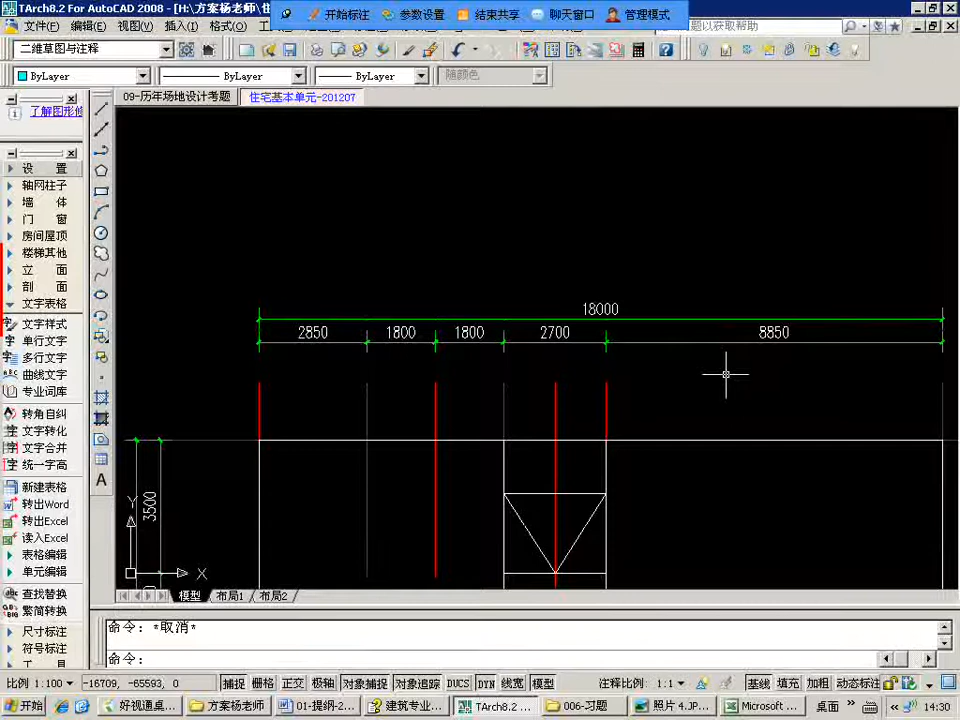 TArch8.2 For AutoCAD 2008 - [H:\方案杨老师\住
开始标注 参数设置 结束共享 聊天窗口 管理模式
文件(F) 编辑(E) 视图(V) 插入(I) 格式(O)
二维草图与注释
ByLayer ByLayer ByLayer 随颜色
09-历年场地设计考题 住宅基本单元-201207
了解图形修
设 置
轴网柱子
墙 体
门 窗
房间屋顶
楼梯其他
立 面
剖 面
文字表格
文字样式
单行文字
多行文字
曲线文字
专业词库
转角自纠
文字转化
文字合并
统一字高
新建表格
转出Word
转出Excel
读入Excel
表格编辑
单元编辑
查找替换
繁简转换
尺寸标注
符号标注
工 具
18000
2850 1800 1800 2700 8850
3500
Y
X
模型 布局1 布局2
命令: *取消*
命令:
比例 1:100 -16709, -65593, 0 捕捉 栅格 正交 极轴 对象捕捉 对象追踪 DUCS DYN 线宽 模型 注释比例: 1:1 基线 填充 加粗 动态标注
开始 好视通桌... 方案杨老师 01-提纲-2... 建筑专业... TArch8.2 ... 006-习题 照片 4.JP... Microsoft ... 桌面 14:30